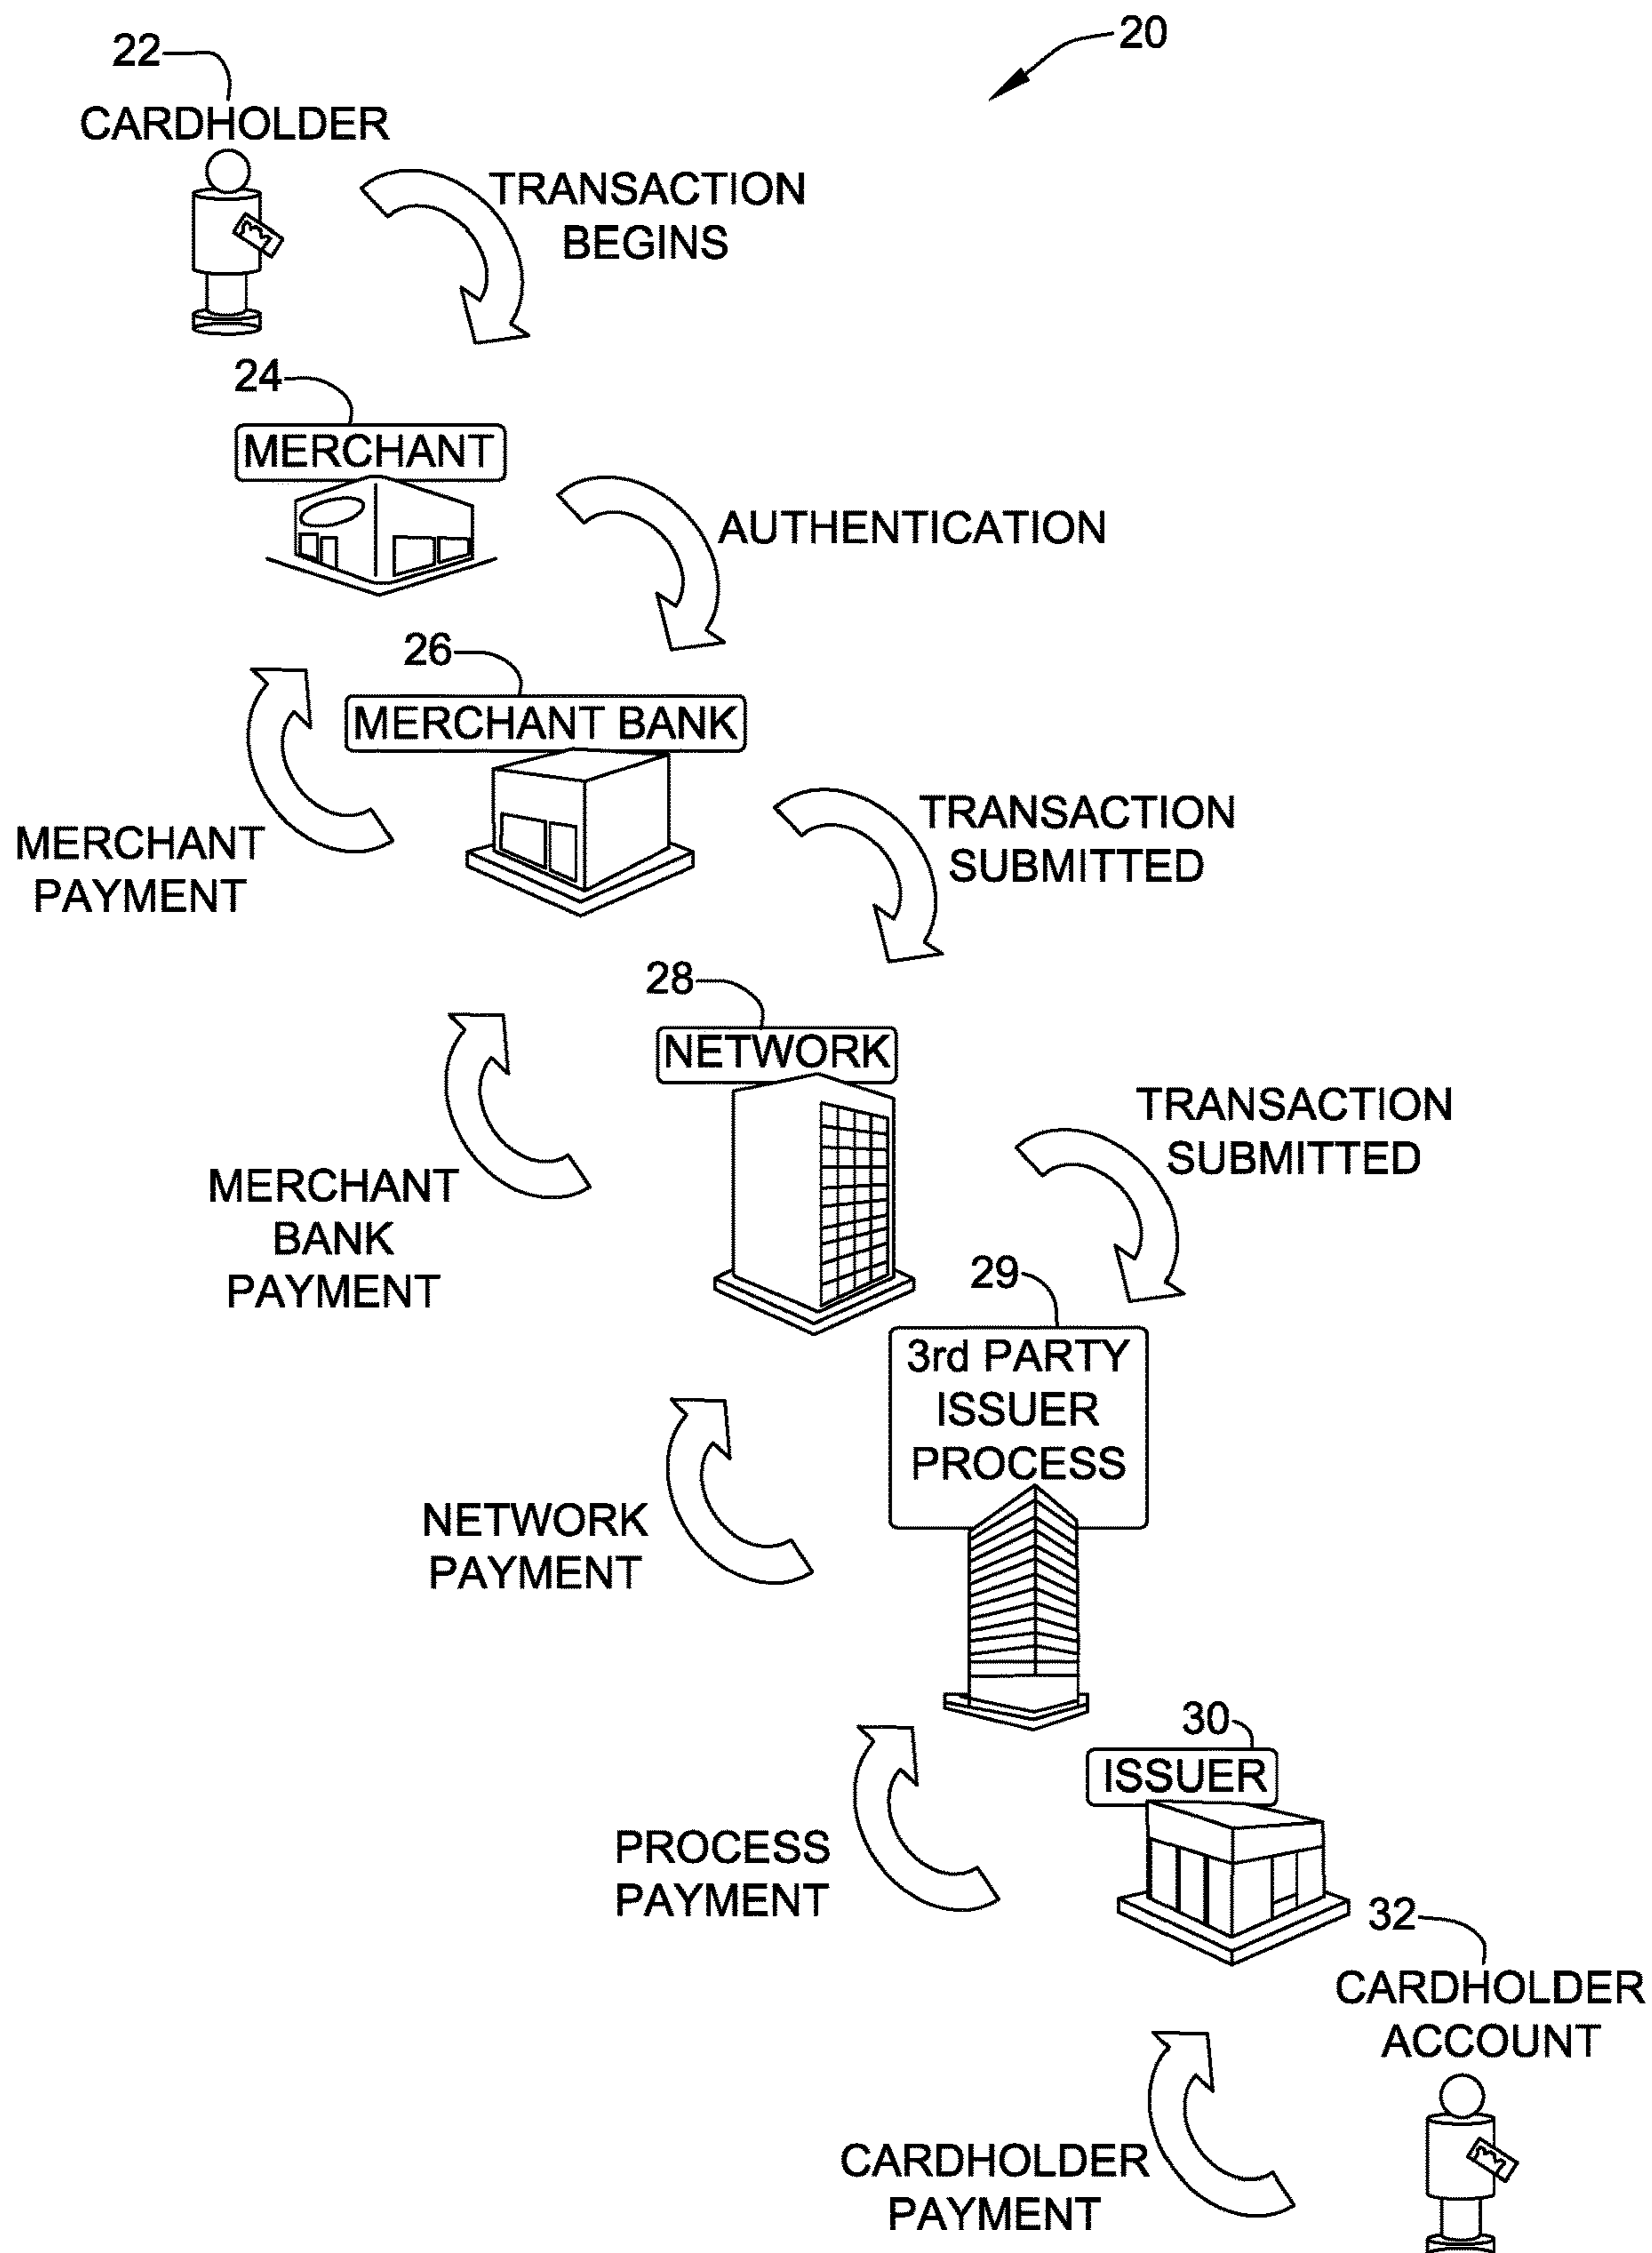 20
22
CARDHOLDER
TRANSACTION
BEGINS
24
MERCHANT
AUTHENTICATION
26
MERCHANT BANK
MERCHANT
PAYMENT
TRANSACTION
SUBMITTED
28
NETWORK
MERCHANT
BANK
PAYMENT
TRANSACTION
SUBMITTED
29
3rd PARTY
ISSUER
PROCESS
NETWORK
PAYMENT
30
ISSUER
PROCESS
PAYMENT
32
CARDHOLDER
ACCOUNT
CARDHOLDER
PAYMENT